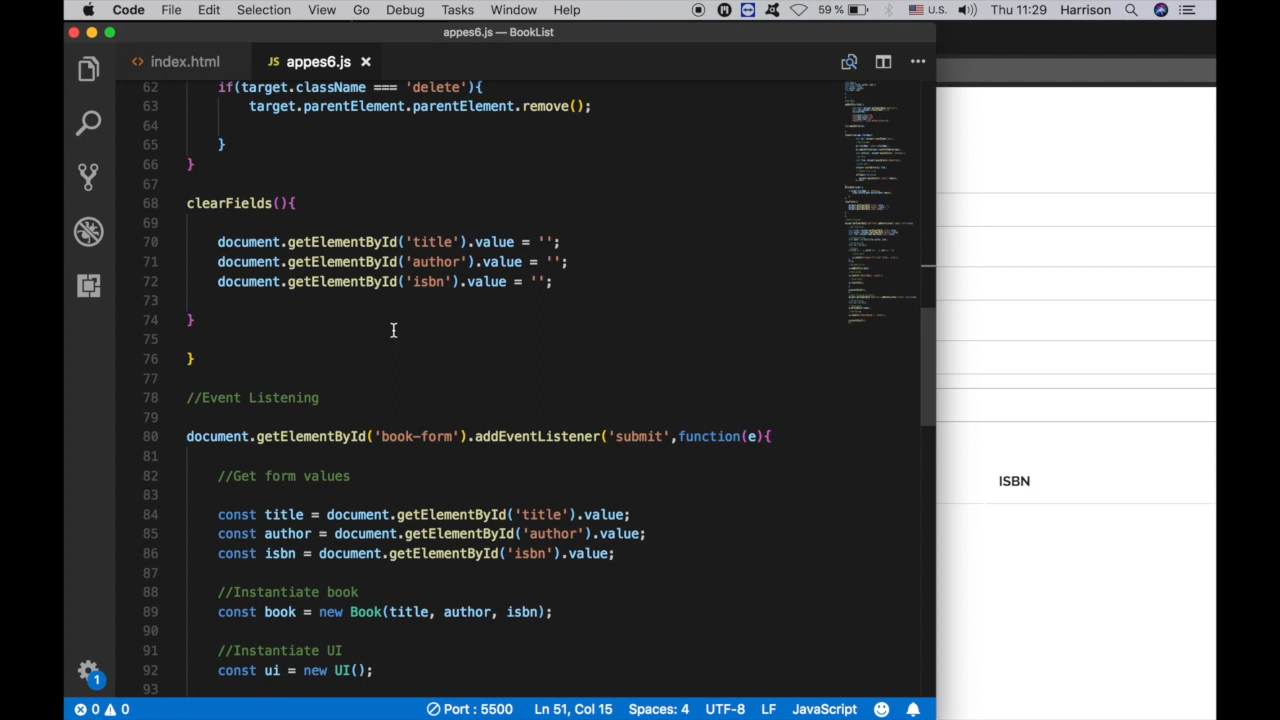 Code File Edit Selection View Go Debug Tasks Window Help 59 % U.S. Thu 11:29 Harrison
appes6.js — BookList
index.html JS appes6.js
62 if(target.className === 'delete'){
63 target.parentElement.parentElement.remove();
64
65 }
66 }
67
68 clearFields(){
69
70 document.getElementById('title').value = '';
71 document.getElementById('author').value = '';
72 document.getElementById('isbn').value = '';
73
74 }
75
76 }
77
78 //Event Listening
79
80 document.getElementById('book-form').addEventListener('submit',function(e){
81
82 //Get form values
83
84 const title = document.getElementById('title').value;
85 const author = document.getElementById('author').value;
86 const isbn = document.getElementById('isbn').value;
87
88 //Instantiate book
89 const book = new Book(title, author, isbn);
90
91 //Instantiate UI
92 const ui = new UI();
93
ISBN
1
0 0 Port : 5500 Ln 51, Col 15 Spaces: 4 UTF-8 LF JavaScript